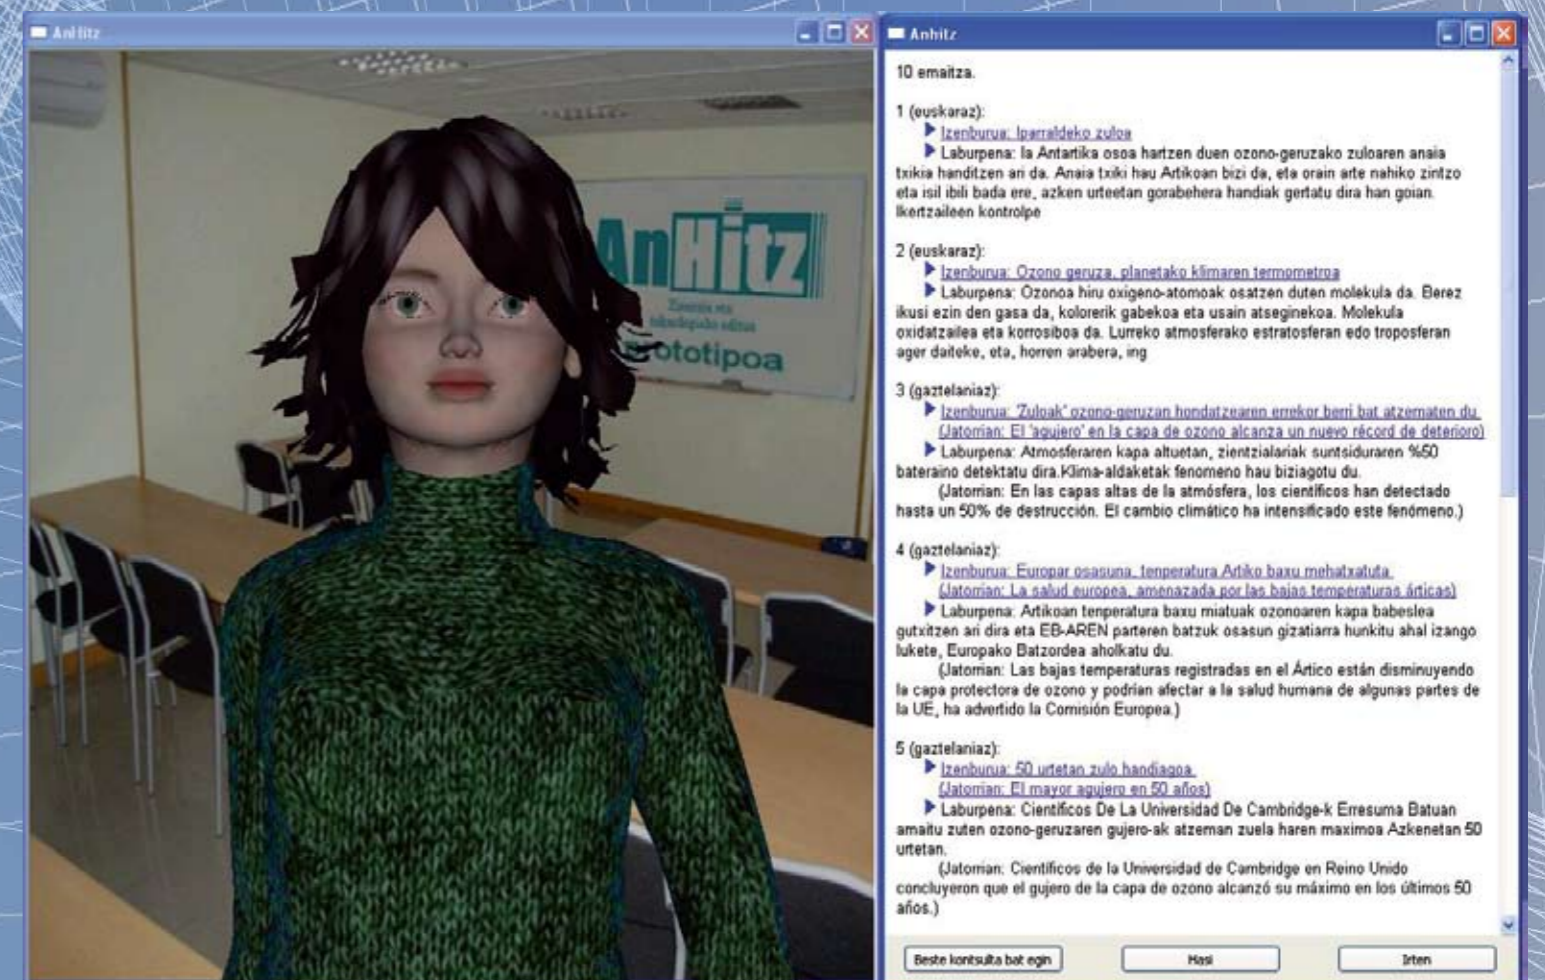 AnHitz
AnHitz
Zientzia eta
teknologiako aditua
prototipoa
Anhitz
10 emaitza.
1 (euskaraz):
Izenburua: Iparraldeko zuloa
Laburpena: la Antartika osoa hartzen duen ozono-geruzako zuloaren anaia
txikia handitzen ari da. Anaia txiki hau Artikoan bizi da, eta orain arte nahiko zintzo
eta isil ibili bada ere, azken urteetan gorabehera handiak gertatu dira han goian.
Ikertzaileen kontrolpe
2 (euskaraz):
Izenburua: Ozono geruza, planetako klimaren termometroa
Laburpena: Ozonoa hiru oxigeno-atomoak osatzen duten molekula da. Berez
ikusi ezin den gasa da, kolorerik gabekoa eta usain atseginekoa. Molekula
oxidatzailea eta korrosiboa da. Lurreko atmosferako estratosferan edo troposferan
ager daiteke, eta, horren arabera, ing
3 (gaztelaniaz):
Izenburua: 'Zuloak' ozono-geruzan hondatzearen errekor berri bat atzematen du
(Jatorrian: El 'agujero' en la capa de ozono alcanza un nuevo récord de deterioro)
Laburpena: Atmosferaren kapa altuetan, zientzialariak suntsiduraren %50
bateraino detektatu dira.Klima-aldaketak fenomeno hau biziagotu du.
(Jatorrian: En las capas altas de la atmósfera, los científicos han detectado
hasta un 50% de destrucción. El cambio climático ha intensificado este fenómeno.)
4 (gaztelaniaz):
Izenburua: Europar osasuna, tenperatura Artiko baxu mehatxatuta
(Jatorrian: La salud europea, amenazada por las bajas temperaturas árticas)
Laburpena: Artikoan tenperatura baxu miatuak ozonoaren kapa babeslea
gutxitzen ari dira eta EB-AREN parteren batzuk osasun gizatiarra hunkitu ahal izango
lukete, Europako Batzordea aholkatu du.
(Jatorrian: Las bajas temperaturas registradas en el Ártico están disminuyendo
la capa protectora de ozono y podrían afectar a la salud humana de algunas partes de
la UE, ha advertido la Comisión Europea.)
5 (gaztelaniaz):
Izenburua: 50 urtetan zulo handiagoa
(Jatorrian: El mayor agujero en 50 años)
Laburpena: Científicos De La Universidad De Cambridge-k Erresuma Batuan
amaitu zuten ozono-geruzaren gujero-ak atzeman zuela haren maximoa Azkenetan 50
urtetan.
(Jatorrian: Científicos de la Universidad de Cambridge en Reino Unido
concluyeron que el gujero de la capa de ozono alcanzó su máximo en los últimos 50
años.)
Beste kontsulta bat egin
Hasi
Irten